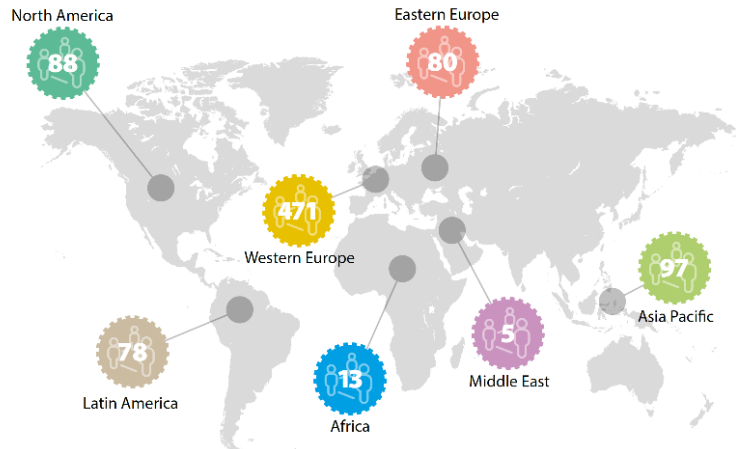 North America
88
Eastern Europe
80
471
Western Europe
97
Asia Pacific
78
Latin America
5
Middle East
13
Africa